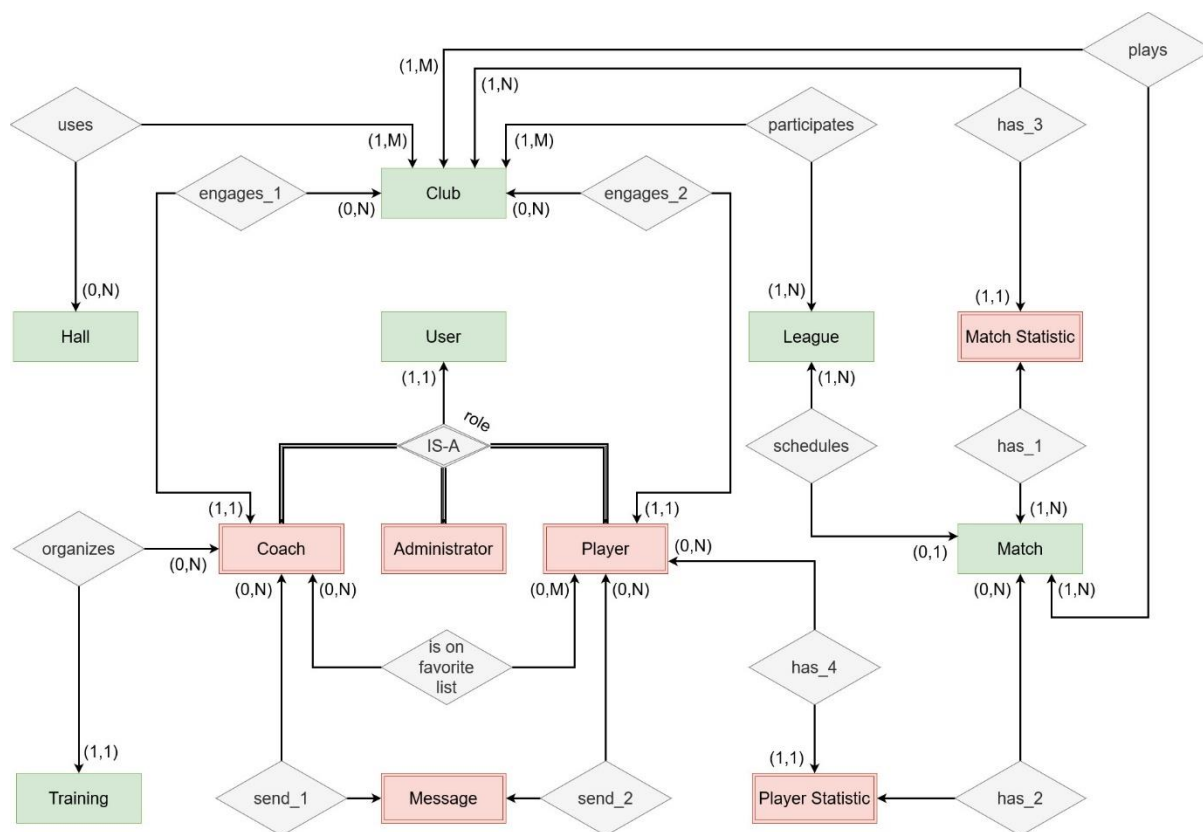 plays
(1,M)
(1,N)
uses
participates
has_3
(1,M)
(1,M)
engages_1
Club
engages_2
(0,N)
(0,N)
(0,N)
(1,N)
(1,1)
Hall
User
League
Match Statistic
(1,1)
(1,N)
role
IS-A
schedules
has_1
(1,1)
(1,1)
(1,N)
organizes
(0,N)
Coach
Administrator
Player
(0,N)
(0,1)
Match
(0,N)
(0,N)
(0,M)
(0,N)
(0,N)
(1,N)
is on
favorite
list
has_4
(1,1)
(1,1)
Training
send_1
Message
send_2
Player Statistic
has_2